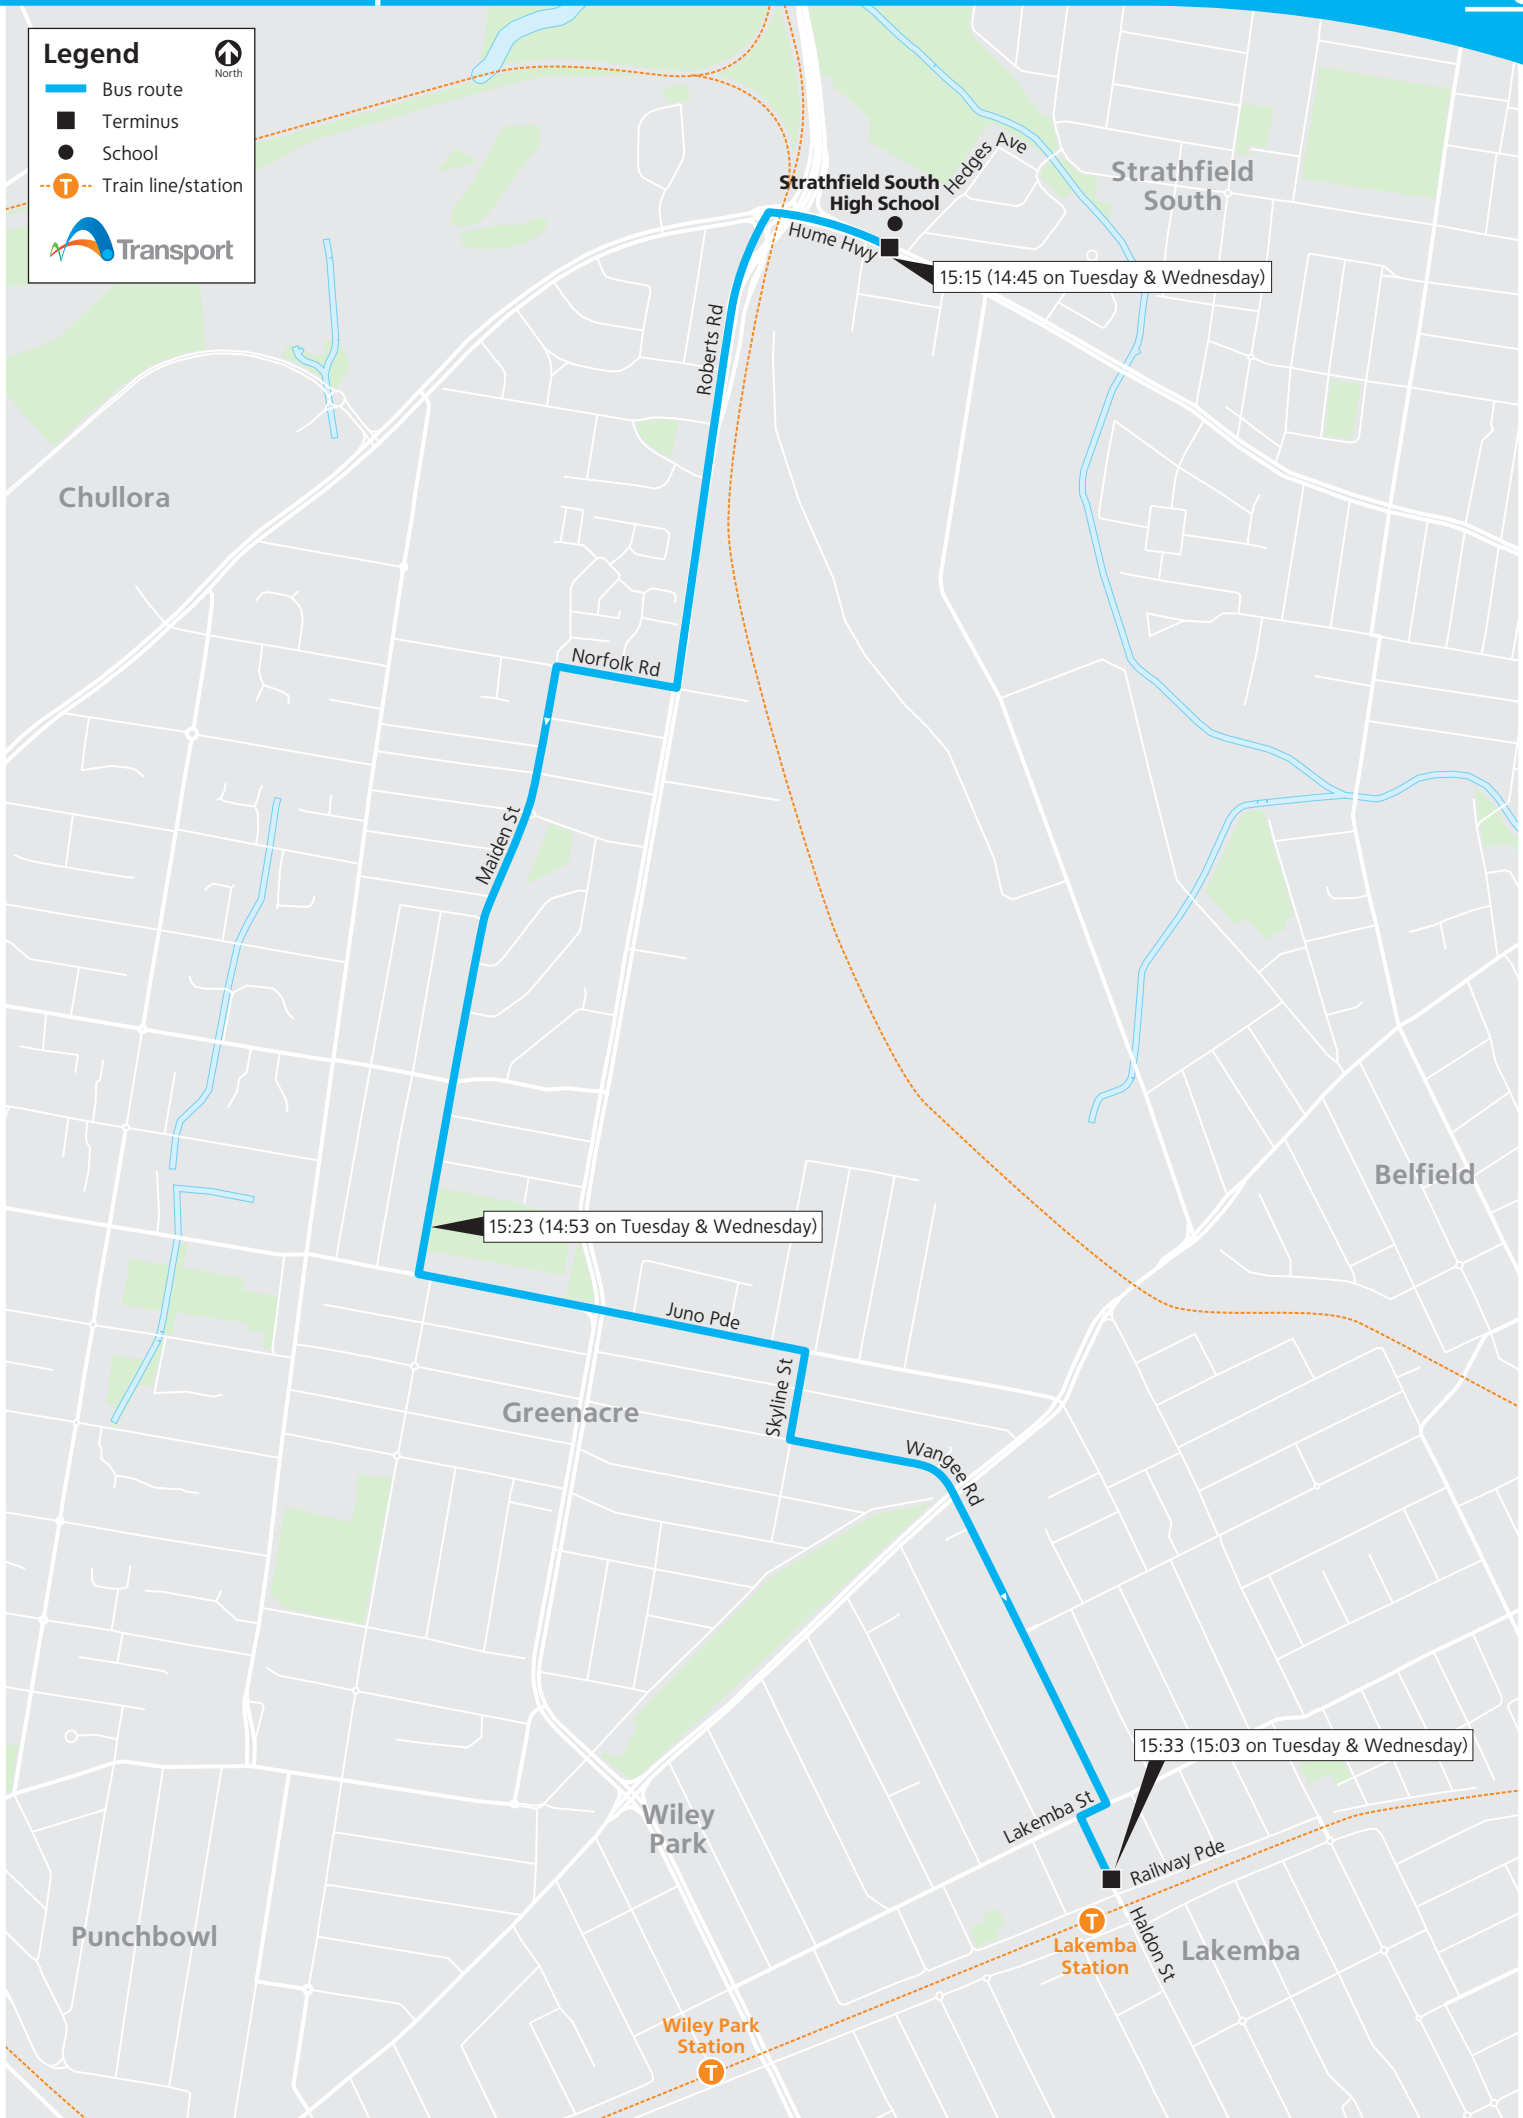 Legend
North
Bus route
Terminus
School
T
Train line/station
Transport
Strathfield
South
Hedges Ave
Strathfield South
High School
Hume Hwy
15:15 (14:45 on Tuesday & Wednesday)
Roberts Rd
Chullora
Norfolk Rd
Maiden St
Belfield
15:23 (14:53 on Tuesday & Wednesday)
Juno Pde
Skyline St
Greenacre
Wangee Rd
15:33 (15:03 on Tuesday & Wednesday)
Lakemba St
Wiley
Park
Railway Pde
Punchbowl
T
Lakemba
Station
Haldon St
Lakemba
Wiley Park
Station
T